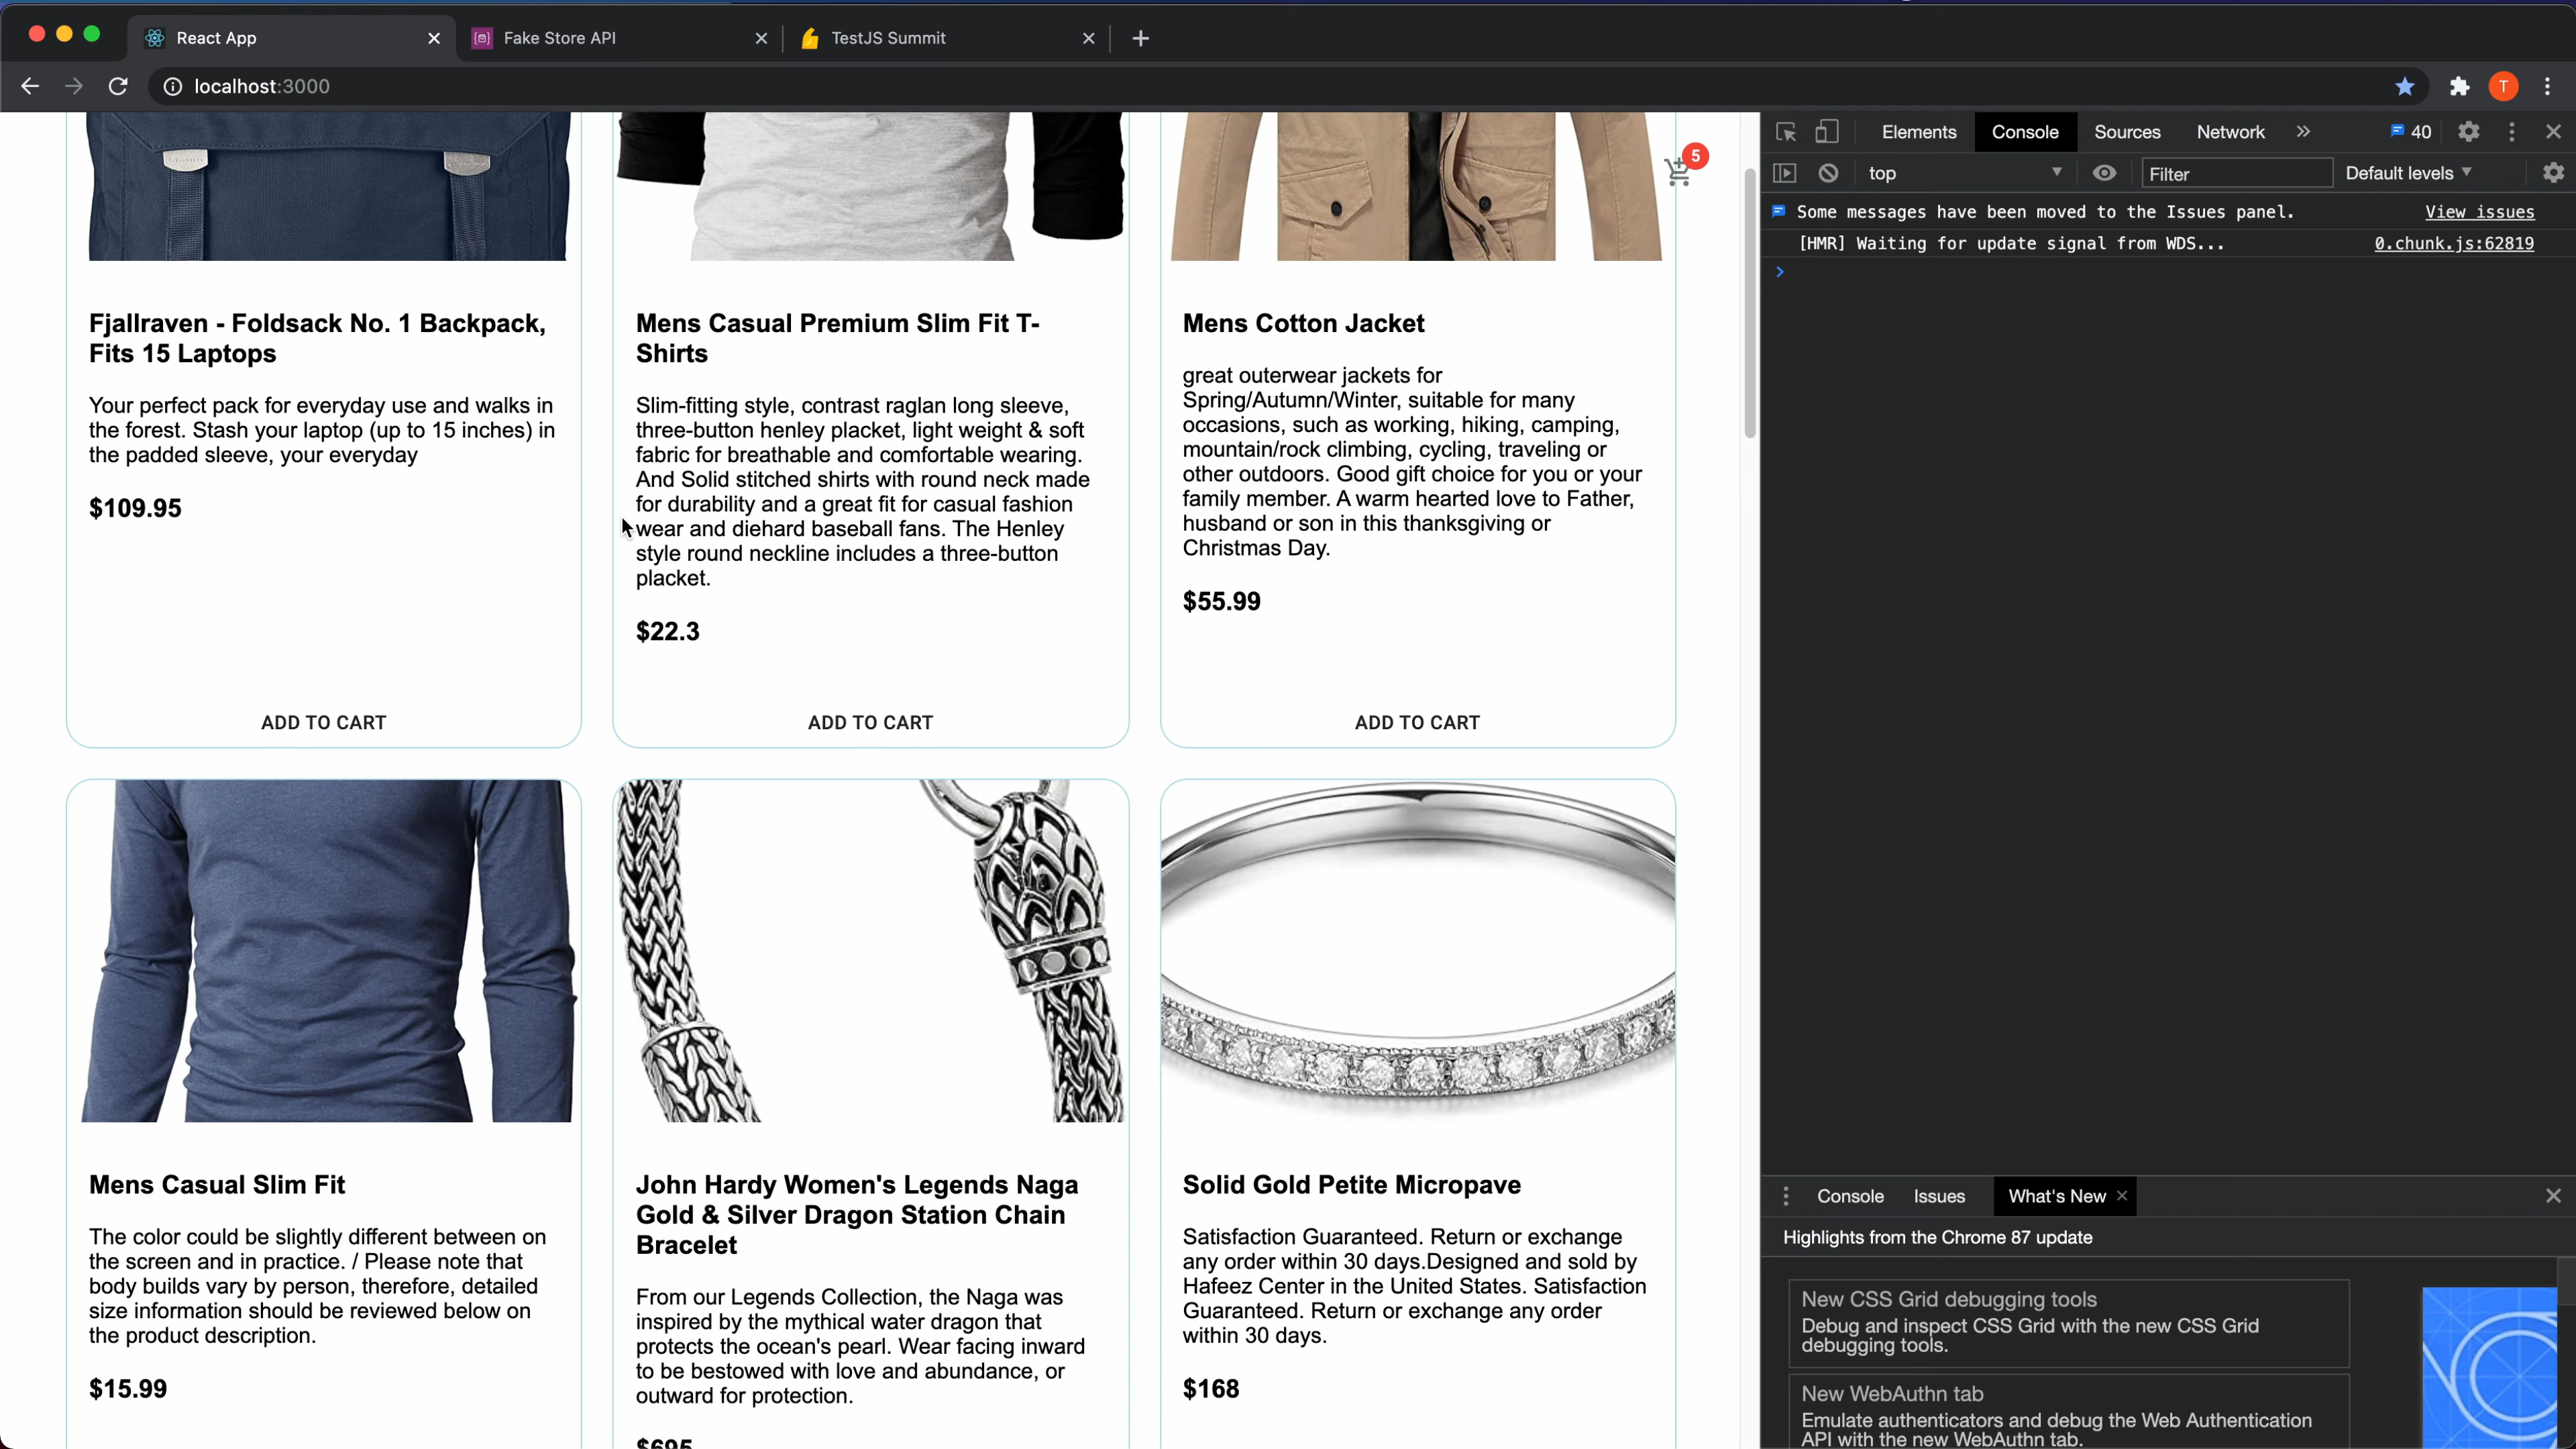 React App
Fake Store API
TestJS Summit
localhost:3000
T
5
Fjallraven - Foldsack No. 1 Backpack,
Fits 15 Laptops
Your perfect pack for everyday use and walks in
the forest. Stash your laptop (up to 15 inches) in
the padded sleeve, your everyday
$109.95
ADD TO CART
Mens Casual Premium Slim Fit T-
Shirts
Slim-fitting style, contrast raglan long sleeve,
three-button henley placket, light weight & soft
fabric for breathable and comfortable wearing.
And Solid stitched shirts with round neck made
for durability and a great fit for casual fashion
wear and diehard baseball fans. The Henley
style round neckline includes a three-button
placket.
$22.3
ADD TO CART
Mens Cotton Jacket
great outerwear jackets for
Spring/Autumn/Winter, suitable for many
occasions, such as working, hiking, camping,
mountain/rock climbing, cycling, traveling or
other outdoors. Good gift choice for you or your
family member. A warm hearted love to Father,
husband or son in this thanksgiving or
Christmas Day.
$55.99
ADD TO CART
Mens Casual Slim Fit
The color could be slightly different between on
the screen and in practice. / Please note that
body builds vary by person, therefore, detailed
size information should be reviewed below on
the product description.
$15.99
John Hardy Women's Legends Naga
Gold & Silver Dragon Station Chain
Bracelet
From our Legends Collection, the Naga was
inspired by the mythical water dragon that
protects the ocean's pearl. Wear facing inward
to be bestowed with love and abundance, or
outward for protection.
$695
Solid Gold Petite Micropave
Satisfaction Guaranteed. Return or exchange
any order within 30 days.Designed and sold by
Hafeez Center in the United States. Satisfaction
Guaranteed. Return or exchange any order
within 30 days.
$168
Elements Console Sources Network » 40
top Filter Default levels
Some messages have been moved to the Issues panel. View issues
[HMR] Waiting for update signal from WDS... 0.chunk.js:62819
Console Issues What's New
Highlights from the Chrome 87 update
New CSS Grid debugging tools
Debug and inspect CSS Grid with the new CSS Grid
debugging tools.
New WebAuthn tab
Emulate authenticators and debug the Web Authentication
API with the new WebAuthn tab.